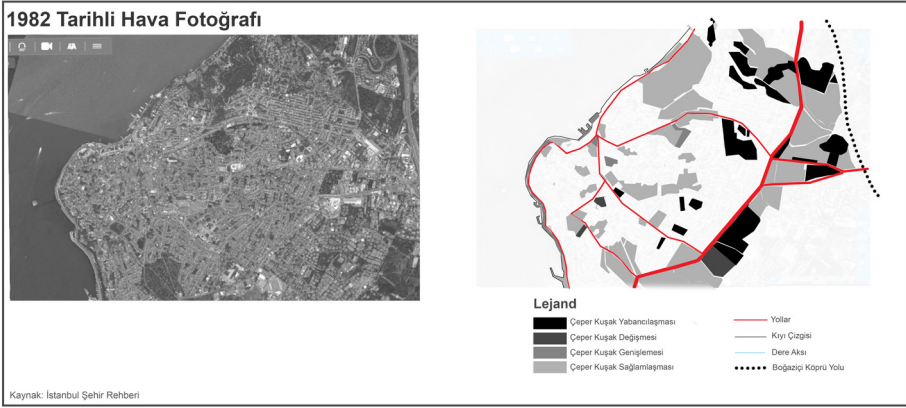 1982 Tarihli Hava Fotoğrafı
Lejand
Çeper Kuşak Yabancılaşması
Çeper Kuşak Değişmesi
Çeper Kuşak Genişlemesi
Çeper Kuşak Sağlamlaşması
Yollar
Kıyı Çizgisi
Dere Aksı
Boğaziçi Köprü Yolu
Kaynak: İstanbul Şehir Rehberi